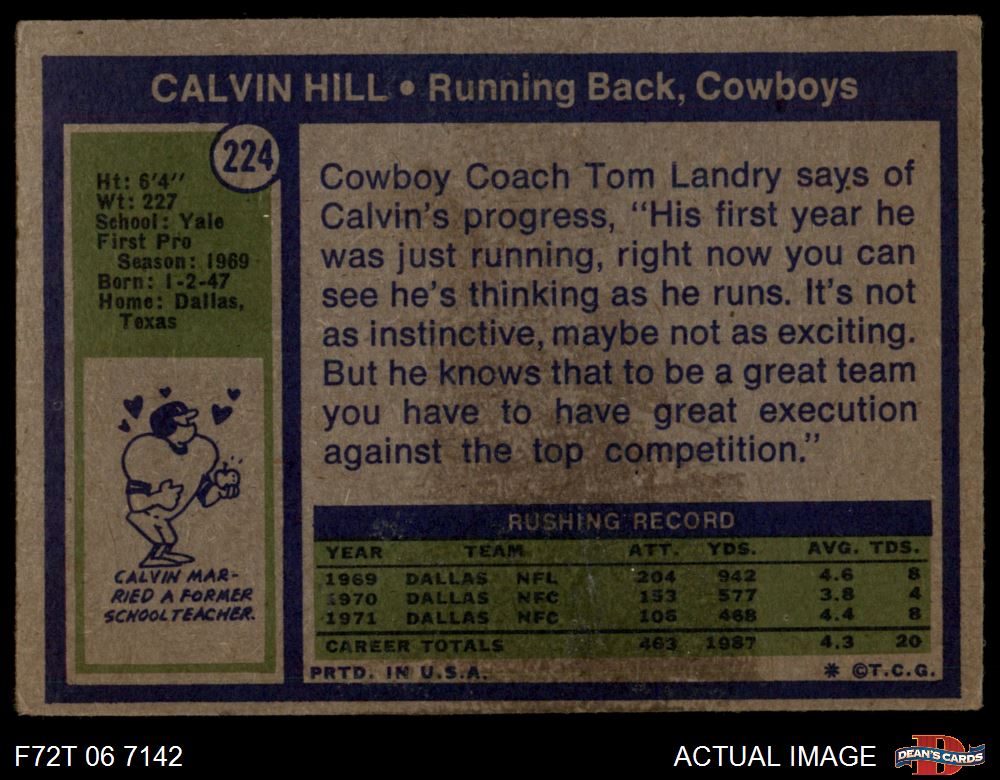 CALVIN HILL • Running Back, Cowboys
224
Ht: 6'4"
Wt: 227
School: Yale
First Pro
Season: 1969
Born: 1-2-47
Home: Dallas,
Texas
CALVIN MAR-
RIED A FORMER
SCHOOL TEACHER.
Cowboy Coach Tom Landry says of
Calvin's progress, "His first year he
was just running, right now you can
see he's thinking as he runs. It's not
as instinctive, maybe not as exciting.
But he knows that to be a great team
you have to have great execution
against the top competition."
RUSHING RECORD
YEAR TEAM ATT. YDS. AVG. TDS.
1969 DALLAS NFL 204 942 4.6 8
1970 DALLAS NFC 153 577 3.8 4
1971 DALLAS NFC 106 468 4.4 8
CAREER TOTALS 463 1987 4.3 20
PRTD. IN U.S.A. * ©T.C.G.
F72T 06 7142
ACTUAL IMAGE
D
DEAN'S CARDS